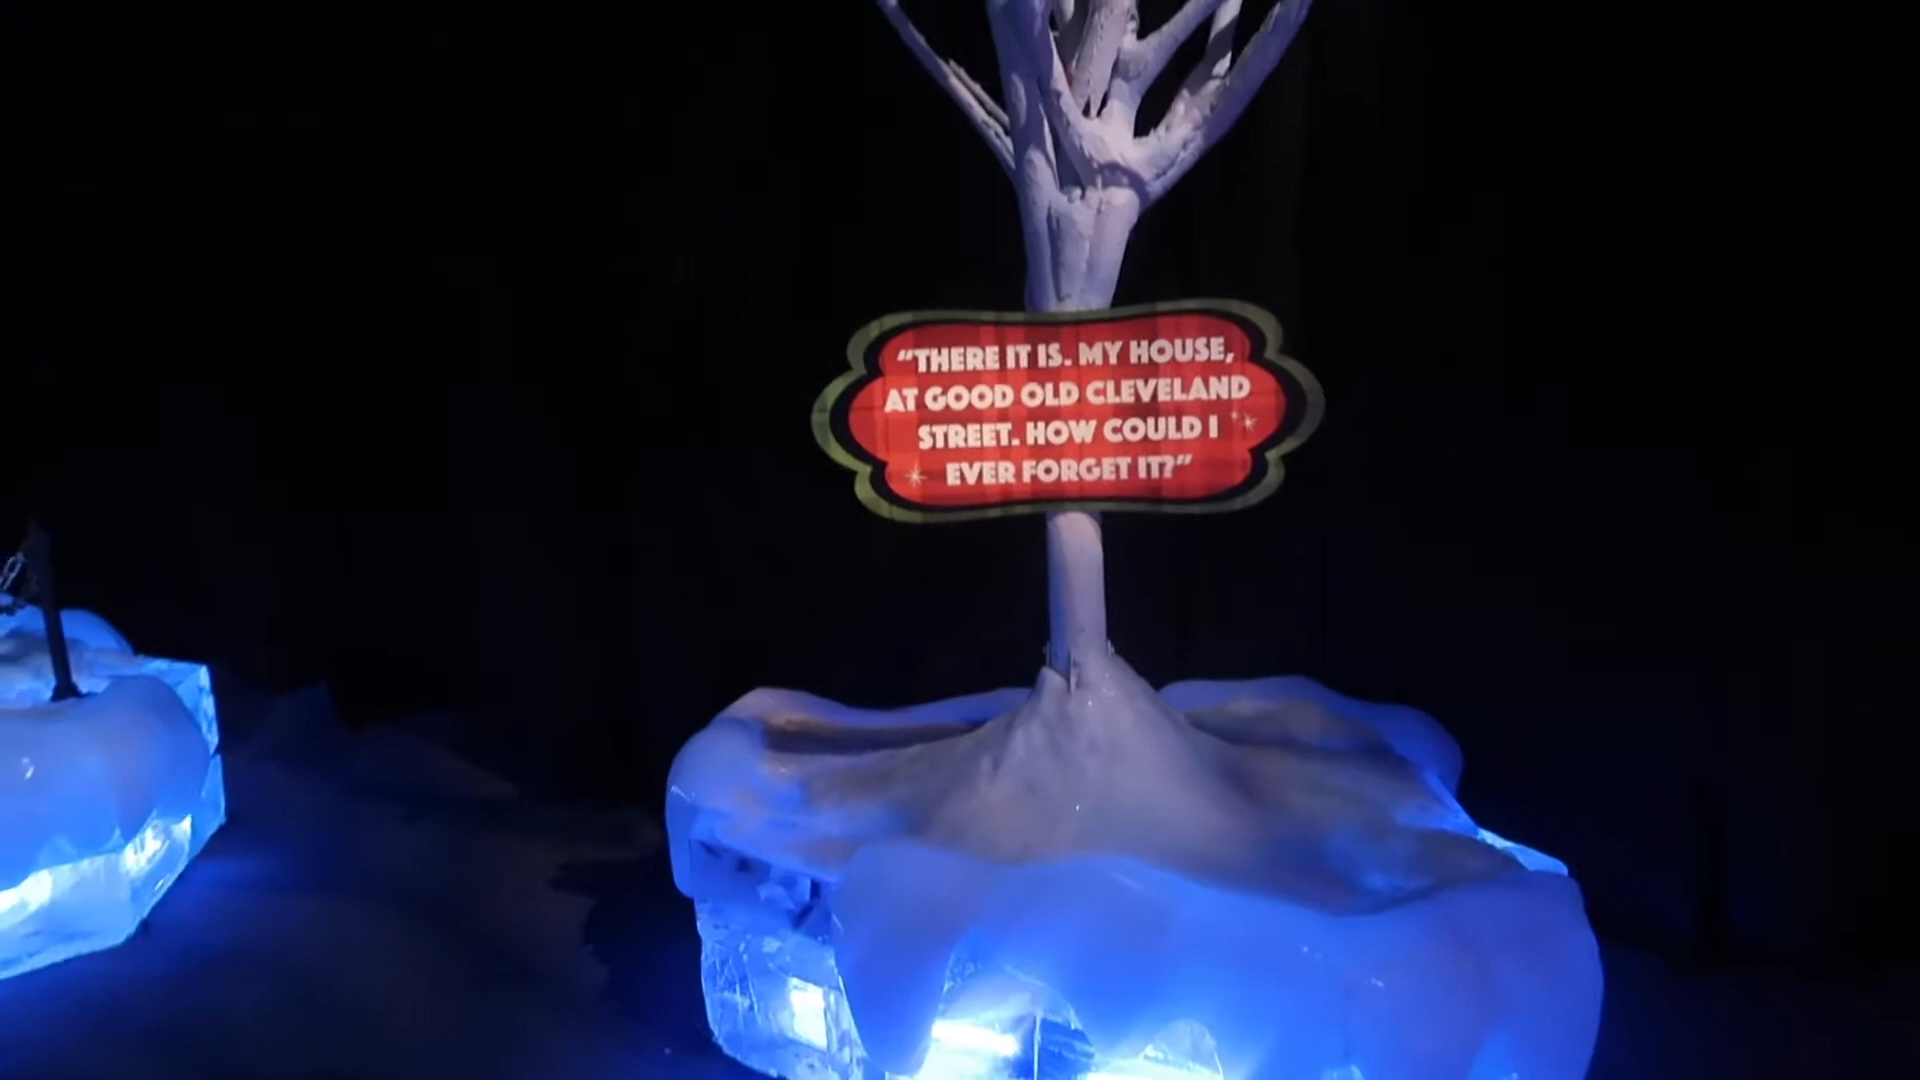 “THERE IT IS. MY HOUSE,
AT GOOD OLD CLEVELAND
STREET. HOW COULD I
EVER FORGET IT?”